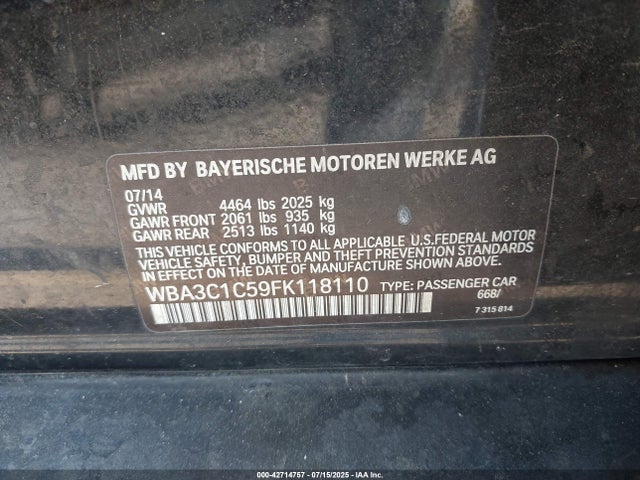 MFD BY BAYERISCHE MOTOREN WERKE AG
07/14
GVWR 4464 lbs 2025 kg
GAWR FRONT 2061 lbs 935 kg
GAWR REAR 2513 lbs 1140 kg
THIS VEHICLE CONFORMS TO ALL APPLICABLE U.S.FEDERAL MOTOR
VEHICLE SAFETY, BUMPER AND THEFT PREVENTION STANDARDS
IN EFFECT ON THE DATE OF MANUFACTURE SHOWN ABOVE.
WBA3C1C59FK118110 TYPE: PASSENGER CAR
668/
7 315 814
000-42714757 - 07/15/2025 - IAA Inc.